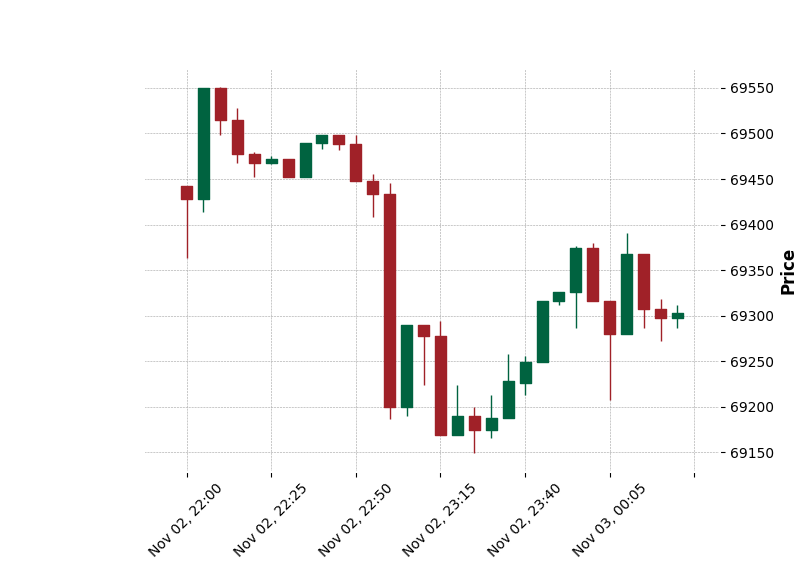 69550
69500
69450
69400
69350
69300
69250
69200
69150
Price
Nov 02, 22:00
Nov 02, 22:25
Nov 02, 22:50
Nov 02, 23:15
Nov 02, 23:40
Nov 03, 00:05